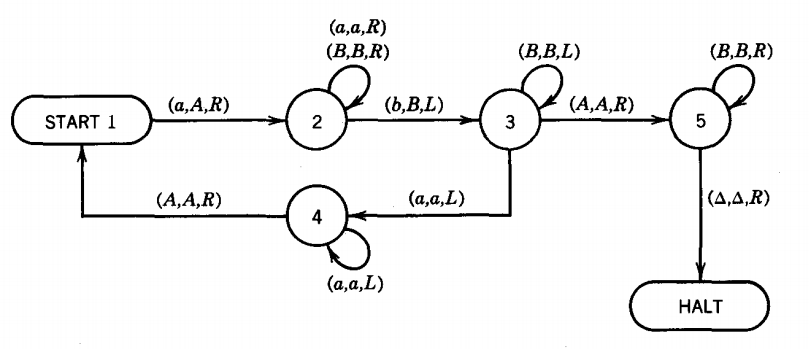 (a,a,R)
(B,B,R)
(B,B,L)
(B,B,R)
(a,A,R)
(b,B,L)
(A,A,R)
START 1
2
3
5
(A,A,R)
(a,a,L)
(Δ,Δ,R)
4
(a,a,L)
HALT